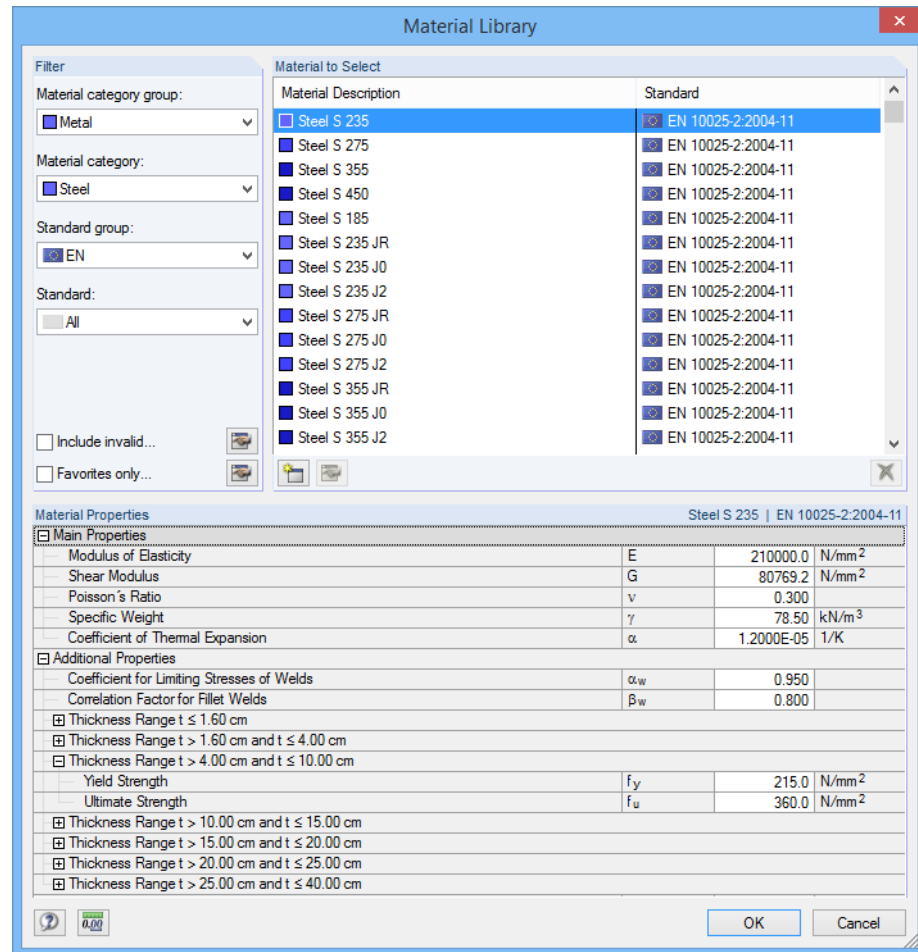 Material Library
Filter
Material category group:
Metal
Material category:
Steel
Standard group:
EN
Standard:
All
Include invalid...
Favorites only...
Material to Select
Material Description Standard
Steel S 235 EN 10025-2:2004-11
Steel S 275 EN 10025-2:2004-11
Steel S 355 EN 10025-2:2004-11
Steel S 450 EN 10025-2:2004-11
Steel S 185 EN 10025-2:2004-11
Steel S 235 JR EN 10025-2:2004-11
Steel S 235 J0 EN 10025-2:2004-11
Steel S 235 J2 EN 10025-2:2004-11
Steel S 275 JR EN 10025-2:2004-11
Steel S 275 J0 EN 10025-2:2004-11
Steel S 275 J2 EN 10025-2:2004-11
Steel S 355 JR EN 10025-2:2004-11
Steel S 355 J0 EN 10025-2:2004-11
Steel S 355 J2 EN 10025-2:2004-11
Material Properties Steel S 235 | EN 10025-2:2004-11
Main Properties
Modulus of Elasticity E 210000.0 N/mm²
Shear Modulus G 80769.2 N/mm²
Poisson´s Ratio ν 0.300
Specific Weight γ 78.50 kN/m³
Coefficient of Thermal Expansion α 1.2000E-05 1/K
Additional Properties
Coefficient for Limiting Stresses of Welds αw 0.950
Correlation Factor for Fillet Welds βw 0.800
Thickness Range t ≤ 1.60 cm
Thickness Range t > 1.60 cm and t ≤ 4.00 cm
Thickness Range t > 4.00 cm and t ≤ 10.00 cm
Yield Strength fy 215.0 N/mm²
Ultimate Strength fu 360.0 N/mm²
Thickness Range t > 10.00 cm and t ≤ 15.00 cm
Thickness Range t > 15.00 cm and t ≤ 20.00 cm
Thickness Range t > 20.00 cm and t ≤ 25.00 cm
Thickness Range t > 25.00 cm and t ≤ 40.00 cm
0.00 OK Cancel